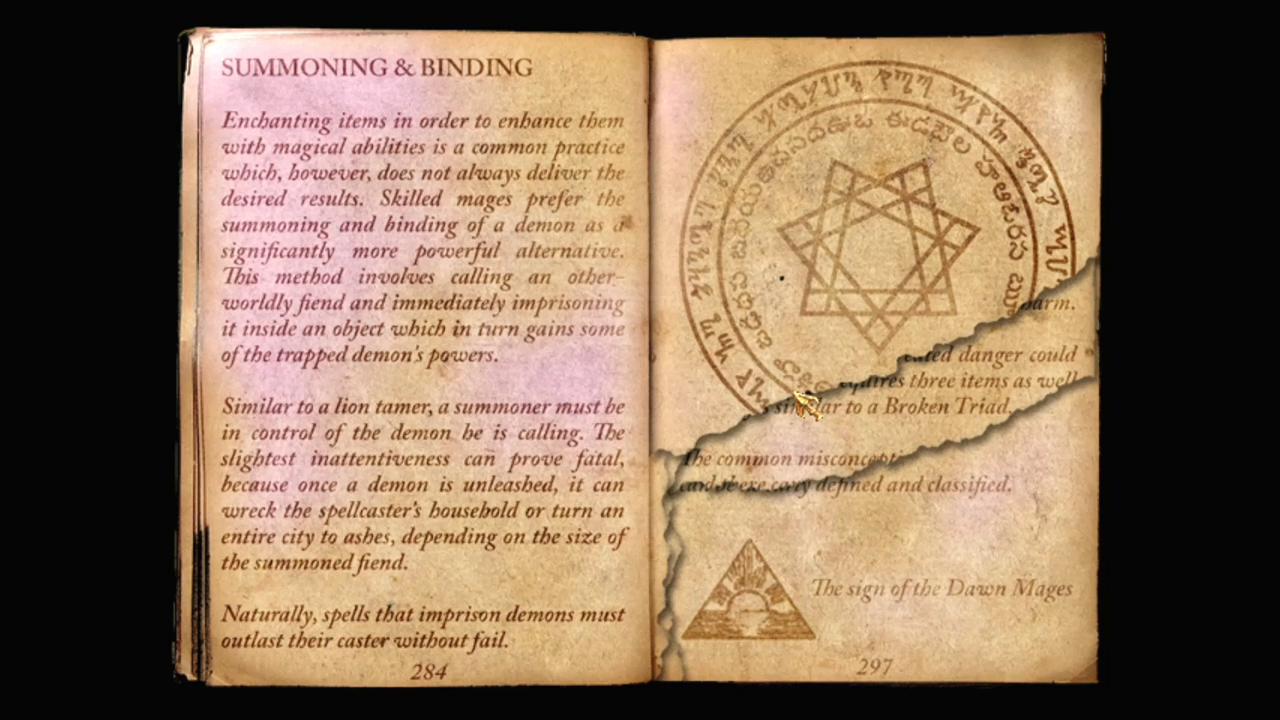 SUMMONING & BINDING
Enchanting items in order to enhance them
with magical abilities is a common practice
which, however, does not always deliver the
desired results. Skilled mages prefer the
summoning and binding of a demon as a
significantly more powerful alternative.
This method involves calling an other-
worldly fiend and immediately imprisoning
it inside an object which in turn gains some
of the trapped demon's powers.
Similar to a lion tamer, a summoner must be
in control of the demon he is calling. The
slightest inattentiveness can prove fatal,
because once a demon is unleashed, it can
wreck the spellcaster's household or turn an
entire city to ashes, depending on the size of
the summoned fiend.
Naturally, spells that imprison demons must
outlast their caster without fail.
284
danger could
three items as well
to a Broken Triad.
The common
defined and classified.
The sign of the Dawn Mages
297